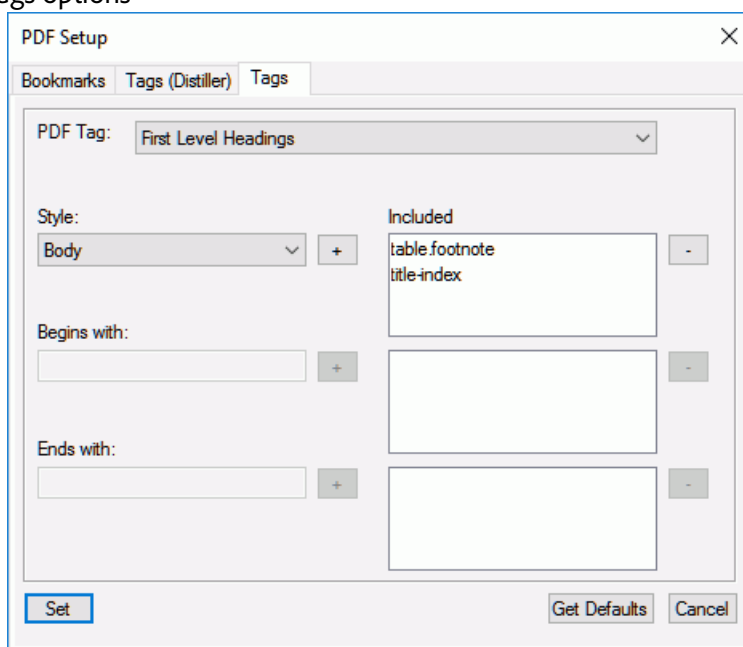 options
PDF Setup
Bookmarks Tags (Distiller) Tags
PDF Tag: First Level Headings
Style: Included
Body + table.footnote -
title-index
Begins with:
+ -
Ends with:
+ -
Set Get Defaults Cancel